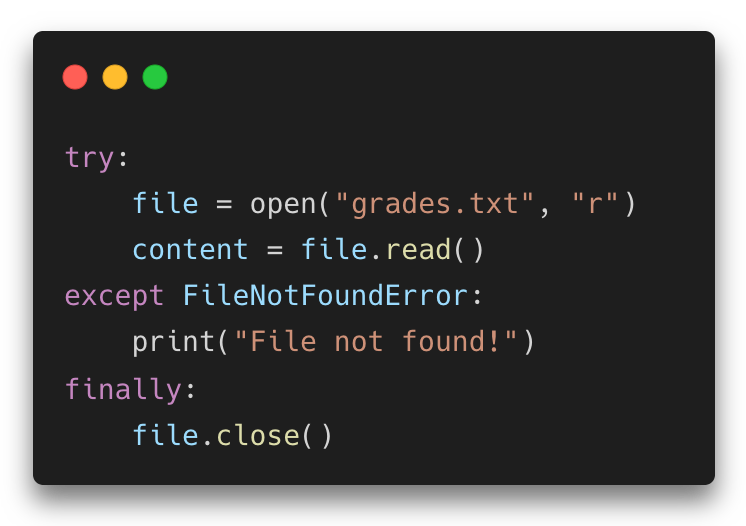 try:
    file = open("grades.txt", "r")
    content = file.read()
except FileNotFoundError:
    print("File not found!")
finally:
    file.close()